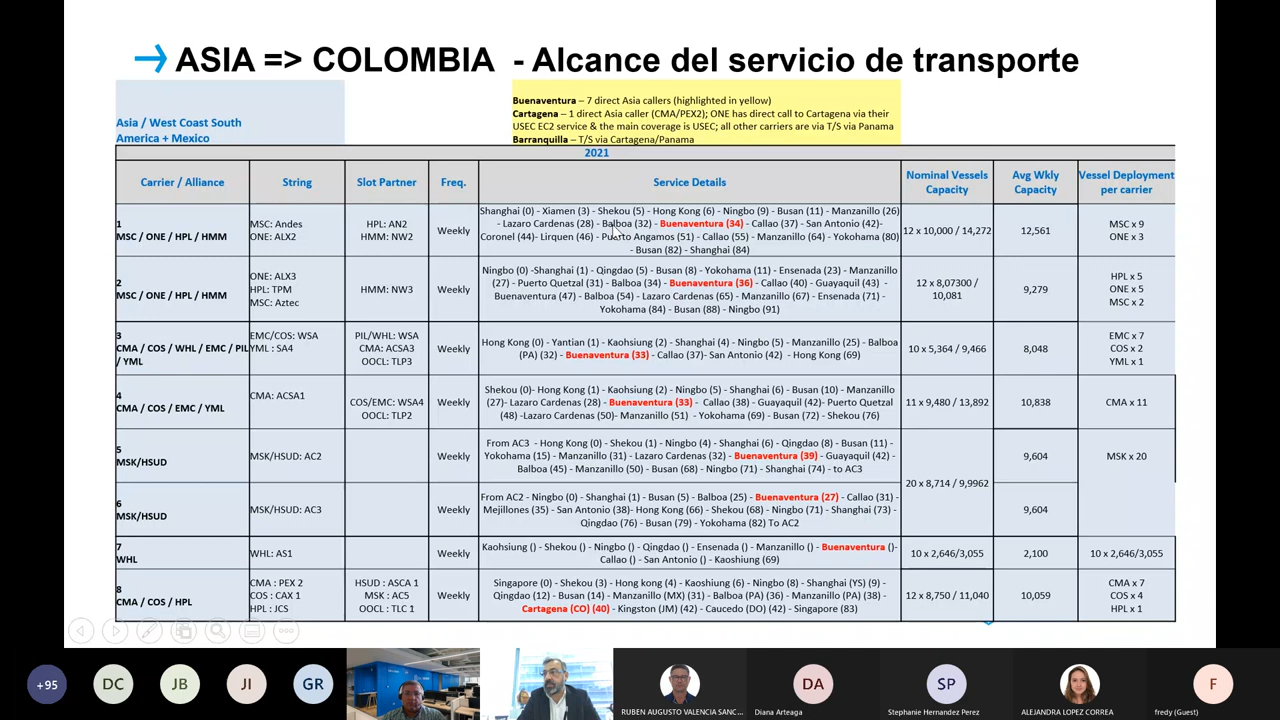 → ASIA => COLOMBIA - Alcance del servicio de transporte
Asia / West Coast South
America + Mexico
Buenaventura – 7 direct Asia callers (highlighted in yellow)
Cartagena – 1 direct Asia caller (CMA/PEX2); ONE has direct call to Cartagena via their
USEC EC2 service & the main coverage is USEC; all other carriers are via T/S via Panama
Barranquilla – T/S via Cartagena/Panama
2021
Carrier / Alliance String Slot Partner Freq. Service Details Nominal Vessels Capacity Avg Wkly Capacity Vessel Deployment per carrier
1
MSC / ONE / HPL / HMM
MSC: Andes
ONE: ALX2
HPL: AN2
HMM: NW2
Weekly
Shanghai (0) - Xiamen (3) - Shekou (5) - Hong Kong (6) - Ningbo (9) - Busan (11) - Manzanillo (26)
- Lazaro Cardenas (28) - Balboa (32) - Buenaventura (34) - Callao (37) - San Antonio (42)-
Coronel (44)- Lirquen (46) - Puerto Angamos (51) - Callao (55) - Manzanillo (64) - Yokohama (80)
- Busan (82) - Shanghai (84)
12 x 10,000 / 14,272
12,561
MSC x 9
ONE x 3
2
MSC / ONE / HPL / HMM
ONE: ALX3
HPL: TPM
MSC: Aztec
HMM: NW3
Weekly
Ningbo (0) -Shanghai (1) - Qingdao (5) - Busan (8) - Yokohama (11) - Ensenada (23) - Manzanillo
(27) - Puerto Quetzal (31) - Balboa (34) - Buenaventura (36) - Callao (40) - Guayaquil (43) -
Buenaventura (47) - Balboa (54) - Lazaro Cardenas (65) - Manzanillo (67) - Ensenada (71) -
Yokohama (84) - Busan (88) - Ningbo (91)
12 x 8,07300 /
10,081
9,279
HPL x 5
ONE x 5
MSC x 2
3
CMA / COS / WHL / EMC / PIL
/ YML
EMC/COS: WSA
YML : SA4
PIL/WHL: WSA
CMA: ACSA3
OOCL: TLP3
Weekly
Hong Kong (0) - Yantian (1) - Kaohsiung (2) - Shanghai (4) - Ningbo (5) - Manzanillo (25) - Balboa
(PA) (32) - Buenaventura (33) - Callao (37)- San Antonio (42) - Hong Kong (69)
10 x 5,364 / 9,466
8,048
EMC x 7
COS x 2
YML x 1
4
CMA / COS / EMC / YML
CMA: ACSA1
COS/EMC: WSA4
OOCL: TLP2
Weekly
Shekou (0)- Hong Kong (1) - Kaohsiung (2) - Ningbo (5) - Shanghai (6) - Busan (10) - Manzanillo
(27)- Lazaro Cardenas (28) - Buenaventura (33) - Callao (38) - Guayaquil (42)- Puerto Quetzal
(48) -Lazaro Cardenas (50)- Manzanillo (51) - Yokohama (69) - Busan (72) - Shekou (76)
11 x 9,480 / 13,892
10,838
CMA x 11
5
MSK/HSUD
MSK/HSUD: AC2
Weekly
From AC3 - Hong Kong (0) - Shekou (1) - Ningbo (4) - Shanghai (6) - Qingdao (8) - Busan (11) -
Yokohama (15) - Manzanillo (31) - Lazaro Cardenas (32) - Buenaventura (39) - Guayaquil (42) -
Balboa (45) - Manzanillo (50) - Busan (68) - Ningbo (71) - Shanghai (74) - to AC3
20 x 8,714 / 9,9962
9,604
MSK x 20
6
MSK/HSUD
MSK/HSUD: AC3
Weekly
From AC2 - Ningbo (0) - Shanghai (1) - Busan (5) - Balboa (25) - Buenaventura (27) - Callao (31) -
Mejillones (35) - San Antonio (38)- Hong Kong (66) - Shekou (68) - Ningbo (71) - Shanghai (73) -
Qingdao (76) - Busan (79) - Yokohama (82) To AC2
9,604
7
WHL
WHL: AS1
Weekly
Kaohsiung () - Shekou () - Ningbo () - Qingdao () - Ensenada () - Manzanillo () - Buenaventura ()-
Callao () - San Antonio () - Kaoshiung (69)
10 x 2,646/3,055
2,100
10 x 2,646/3,055
8
CMA / COS / HPL
CMA : PEX 2
COS : CAX 1
HPL : JCS
HSUD : ASCA 1
MSK : AC5
OOCL : TLC 1
Weekly
Singapore (0) - Shekou (3) - Hong kong (4) - Kaoshiung (6) - Ningbo (8) - Shanghai (YS) (9) -
Qingdao (12) - Busan (14) - Manzanillo (MX) (31) - Balboa (PA) (36) - Manzanillo (PA) (38) -
Cartagena (CO) (40) - Kingston (JM) (42) - Caucedo (DO) (42) - Singapore (83)
12 x 8,750 / 11,040
10,059
CMA x 7
COS x 4
HPL x 1
+95 DC JB JI GR DA SP F
RUBEN AUGUSTO VALENCIA SANC... Diana Arteaga Stephanie Hernandez Perez ALEJANDRA LOPEZ CORREA fredy (Guest)